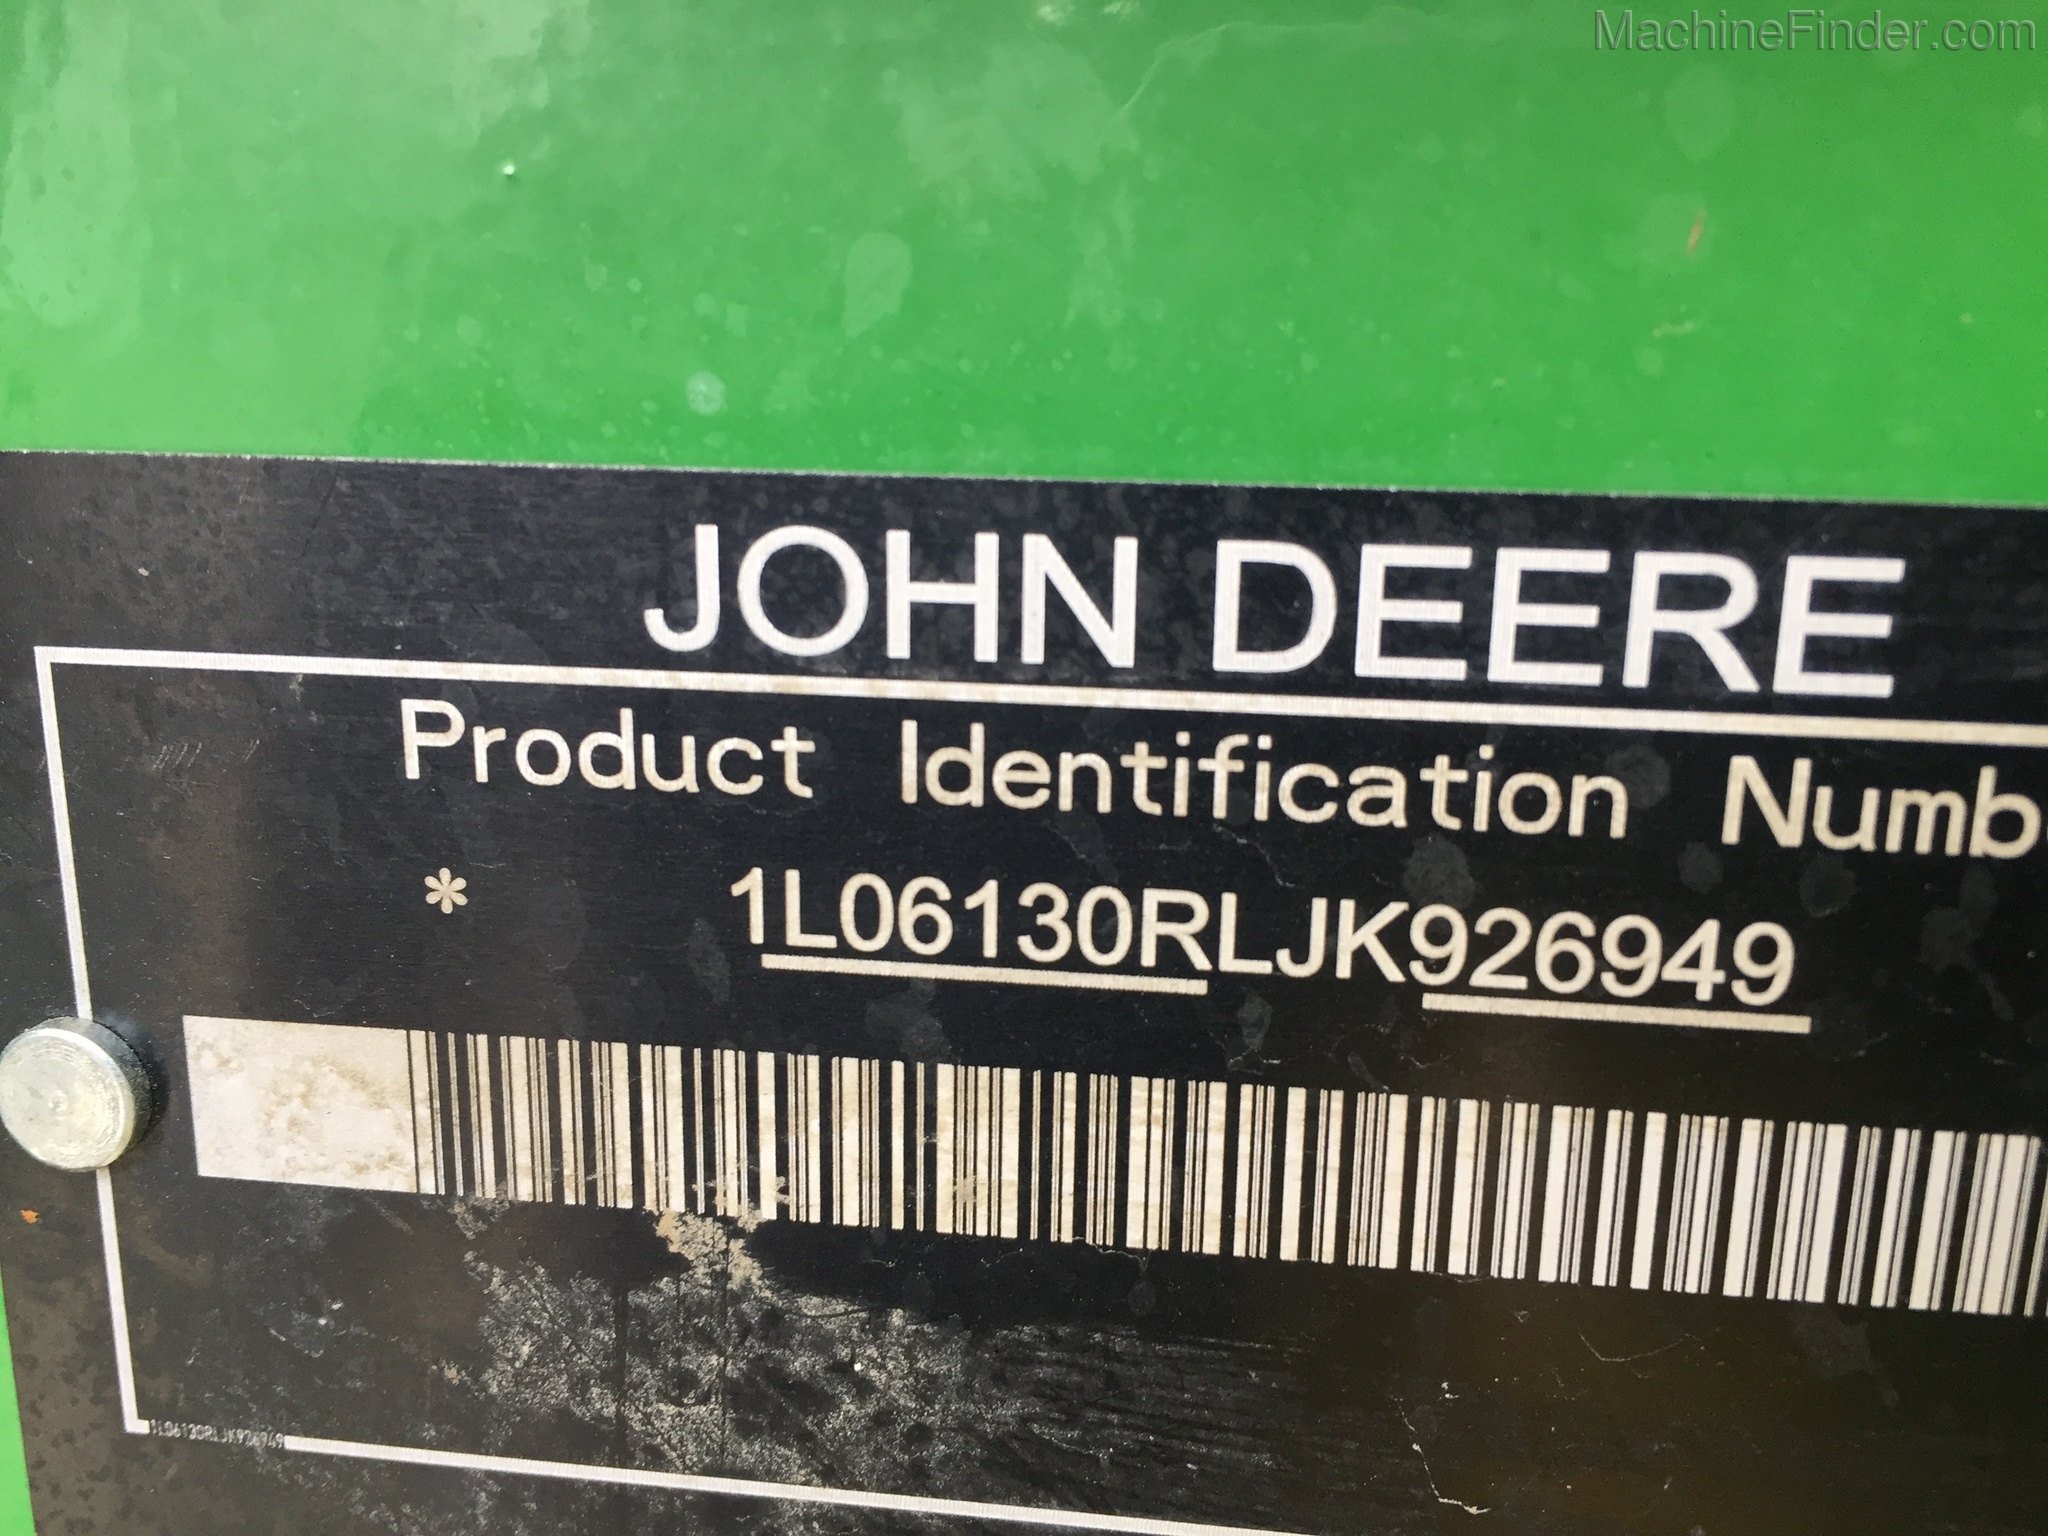 MachineFinder.com
JOHN DEERE
Product Identification Numb
* 1L06130RLJK926949
1L06130RLJK926949